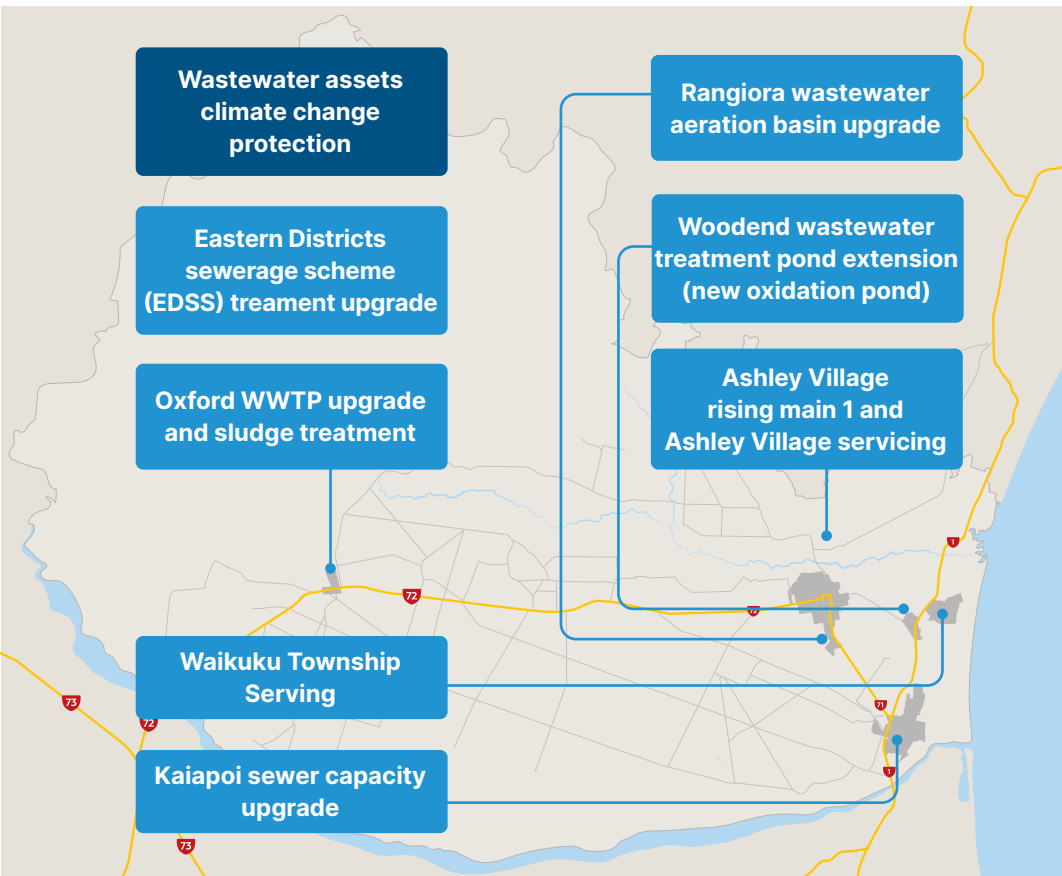 Wastewater assets
climate change
protection
Eastern Districts
sewerage scheme
(EDSS) treament upgrade
Oxford WWTP upgrade
and sludge treatment
Waikuku Township
Serving
Kaiapoi sewer capacity
upgrade
Rangiora wastewater
aeration basin upgrade
Woodend wastewater
treatment pond extension
(new oxidation pond)
Ashley Village
rising main 1 and
Ashley Village servicing
1
72
72
73
72
71
1
73